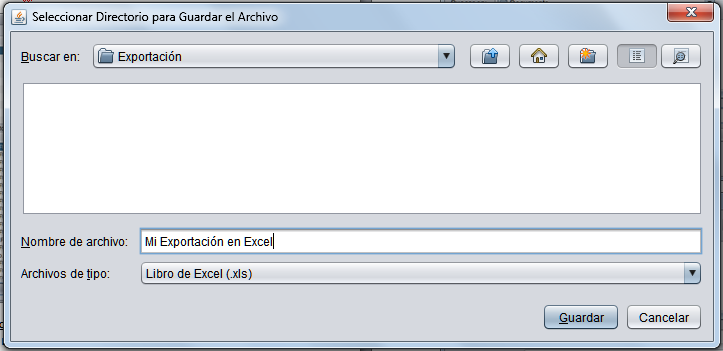 Seleccionar Directorio para Guardar el Archivo
Buscar en: Exportación
Nombre de archivo: Mi Exportación en Excel
Archivos de tipo: Libro de Excel (.xls)
Guardar Cancelar